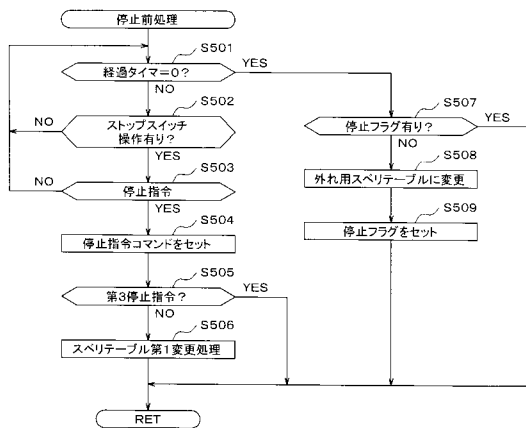 停止前処理
S501
経過タイマ=0?
YES
NO
S502
ストップスイッチ
操作有り?
NO
YES
S503
停止指令
NO
YES
S504
停止指令コマンドをセット
S505
第3停止指令?
YES
NO
S506
スベリテーブル第1変更処理
RET
S507
停止フラグ有り?
YES
NO
S508
外れ用スベリテーブルに変更
S509
停止フラグをセット